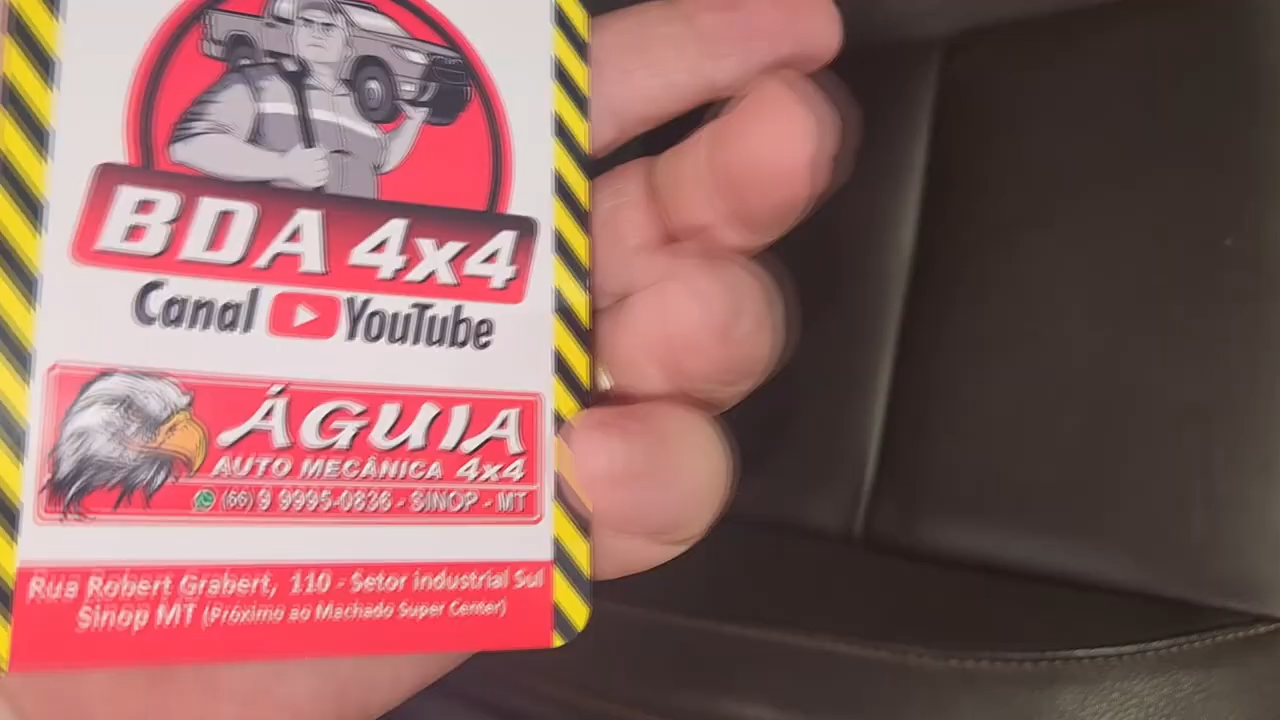 BDA 4x4
Canal YouTube
ÁGUIA
AUTO MECÂNICA 4x4
(66) 9 9995-0836 - SINOP - MT
Rua Robert Grabert, 110 - Setor industrial Sul
Sinop MT (Próximo ao Machado Super Center)